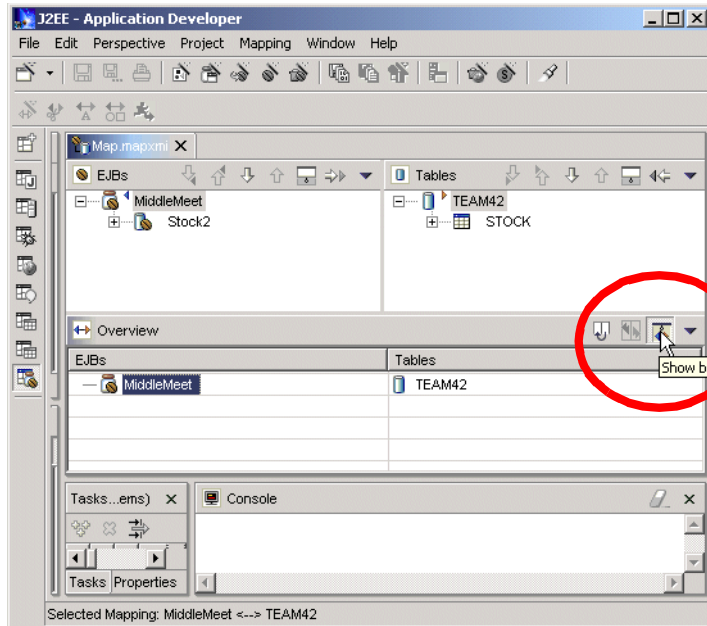 J2EE - Application Developer
File Edit Perspective Project Mapping Window Help
Map.mapxmi
EJBs
Tables
MiddleMeet
TEAM42
Stock2
STOCK
Overview
Show b
EJBs
Tables
MiddleMeet
TEAM42
Tasks...ems)
Console
Tasks Properties
Selected Mapping: MiddleMeet <--> TEAM42